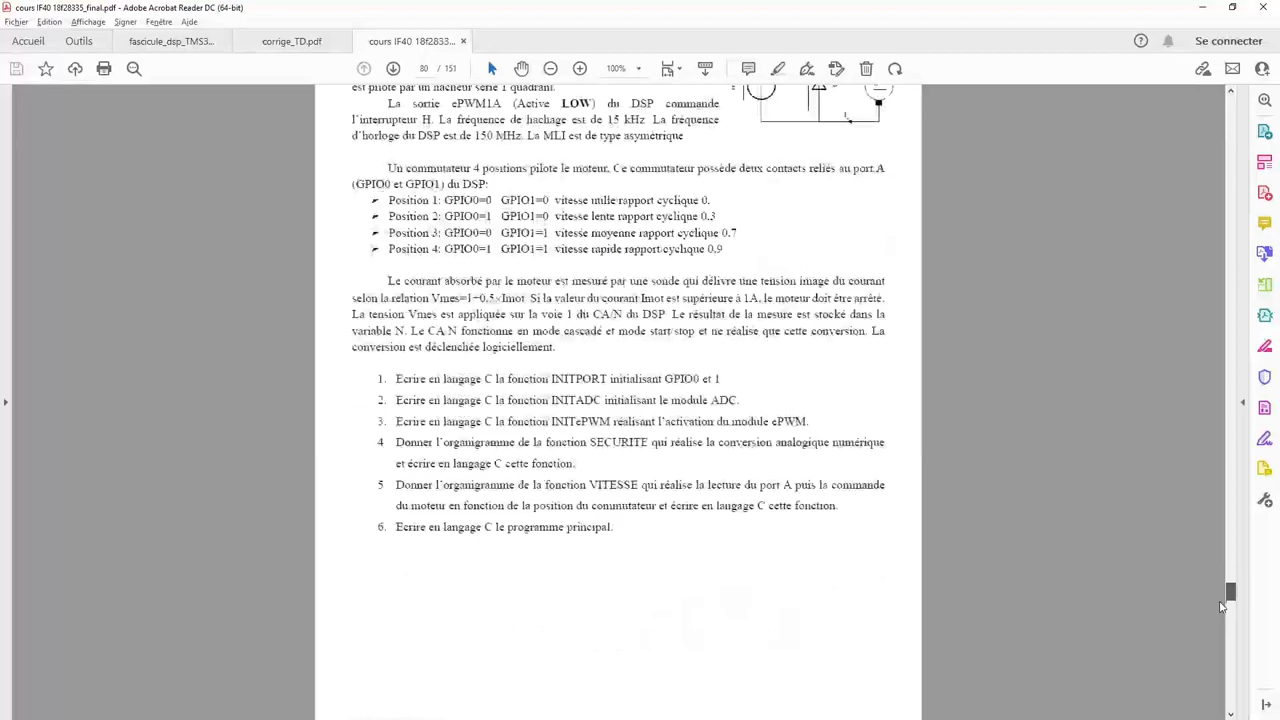 cours IF40 18f28335_final.pdf - Adobe Acrobat Reader DC (64-bit)
Fichier Edition Affichage Signer Fenêtre Aide
Accueil Outils fascicule_dsp_TMS3... corrige_TD.pdf cours IF40 18f2833... × Se connecter
80 / 151 100%
est piloté par un hacheur série 1 quadrant.
La sortie ePWM1A (Active LOW) du DSP commande
l'interrupteur H. La fréquence de hachage est de 15 kHz. La fréquence
d'horloge du DSP est de 150 MHz. La MLI est de type asymétrique
Un commutateur 4 positions pilote le moteur. Ce commutateur possède deux contacts reliés au port A
(GPIO0 et GPIO1) du DSP:
➢ Position 1: GPIO0=0 GPIO1=0 vitesse nulle rapport cyclique 0.
➢ Position 2: GPIO0=1 GPIO1=0 vitesse lente rapport cyclique 0.3
➢ Position 3: GPIO0=0 GPIO1=1 vitesse moyenne rapport cyclique 0.7
➢ Position 4: GPIO0=1 GPIO1=1 vitesse rapide rapport cyclique 0.9
Le courant absorbé par le moteur est mesuré par une sonde qui délivre une tension image du courant
selon la relation Vmes=1+0.5×Imot. Si la valeur du courant Imot est supérieure à 1A, le moteur doit être arrêté.
La tension Vmes est appliquée sur la voie 1 du CA/N du DSP. Le résultat de la mesure est stocké dans la
variable N. Le CA/N fonctionne en mode cascadé et mode start/stop et ne réalise que cette conversion. La
conversion est déclenchée logiciellement.
1. Ecrire en langage C la fonction INITPORT initialisant GPIO0 et 1
2. Ecrire en langage C la fonction INITADC initialisant le module ADC.
3. Ecrire en langage C la fonction INITePWM réalisant l'activation du module ePWM.
4 Donner l'organigramme de la fonction SECURITE qui réalise la conversion analogique numérique
et écrire en langage C cette fonction.
5 Donner l'organigramme de la fonction VITESSE qui réalise la lecture du port A puis la commande
du moteur en fonction de la position du commutateur et écrire en langage C cette fonction.
6. Ecrire en langage C le programme principal.